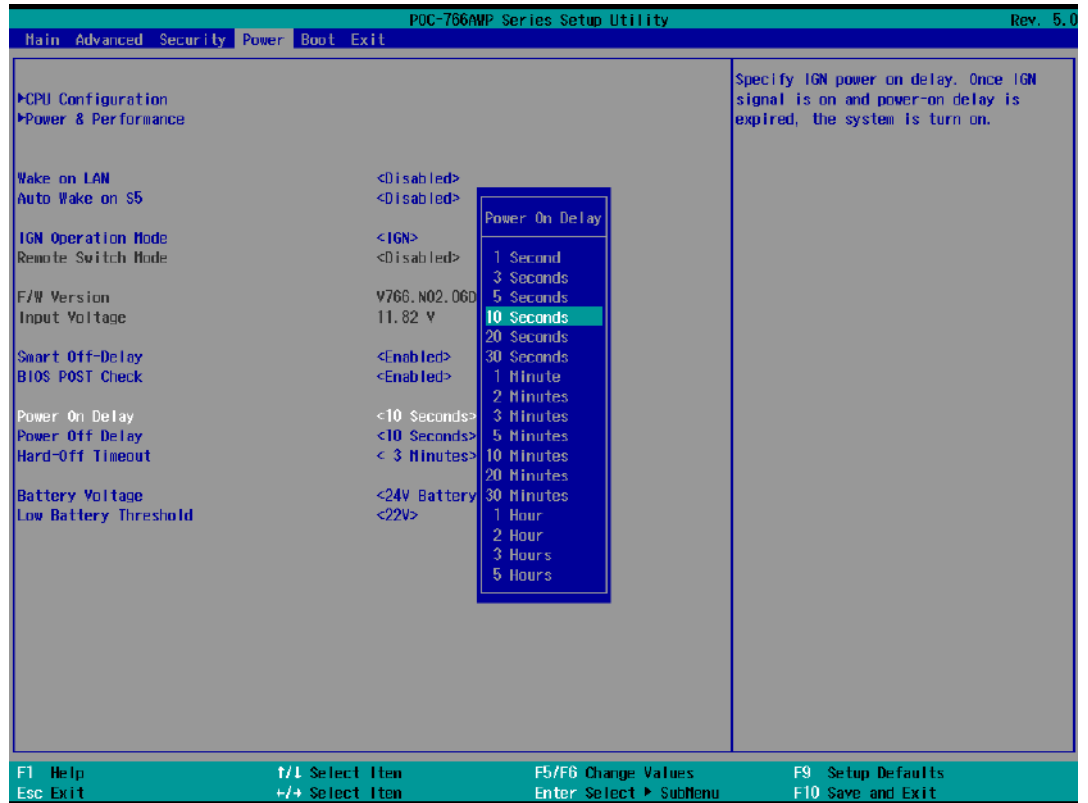 POC-766AWP Series Setup Utility Rev. 5.0
Main Advanced Security Power Boot Exit
►CPU Configuration
►Power & Performance
Wake on LAN <Disabled>
Auto Wake on S5 <Disabled>
IGN Operation Mode <IGN>
Remote Switch Mode <Disabled>
F/W Version V766.N02.06D
Input Voltage 11.82 V
Smart Off-Delay <Enabled>
BIOS POST Check <Enabled>
Power On Delay <10 Seconds>
Power Off Delay <10 Seconds>
Hard-Off Timeout < 3 Minutes>
Battery Voltage <24V Battery
Low Battery Threshold <22V>
Power On Delay
1 Second
3 Seconds
5 Seconds
10 Seconds
20 Seconds
30 Seconds
1 Minute
2 Minutes
3 Minutes
5 Minutes
10 Minutes
20 Minutes
30 Minutes
1 Hour
2 Hour
3 Hours
5 Hours
Specify IGN power on delay. Once IGN
signal is on and power-on delay is
expired, the system is turn on.
F1 Help ↑/↓ Select Item F5/F6 Change Values F9 Setup Defaults
Esc Exit ←/→ Select Item Enter Select ► SubMenu F10 Save and Exit